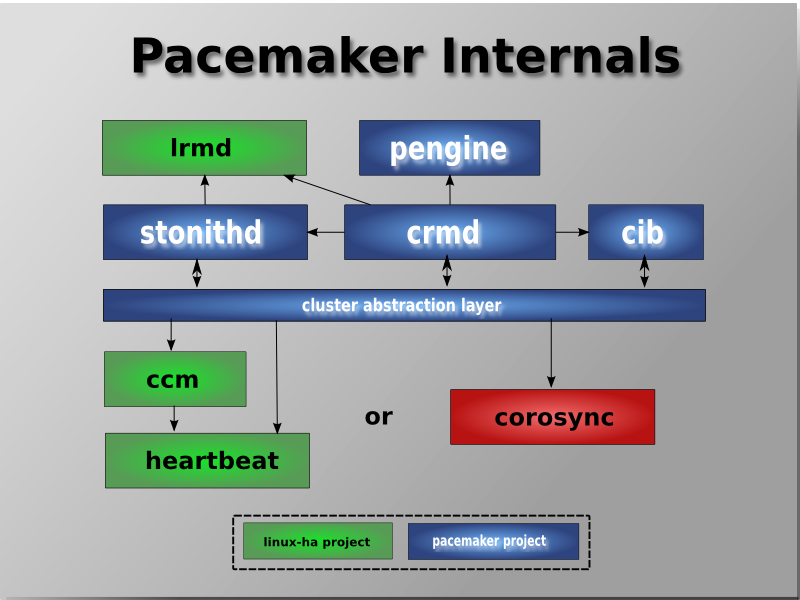 Pacemaker Internals
lrmd
pengine
stonithd
crmd
cib
cluster abstraction layer
ccm
or
corosync
heartbeat
linux-ha project
pacemaker project